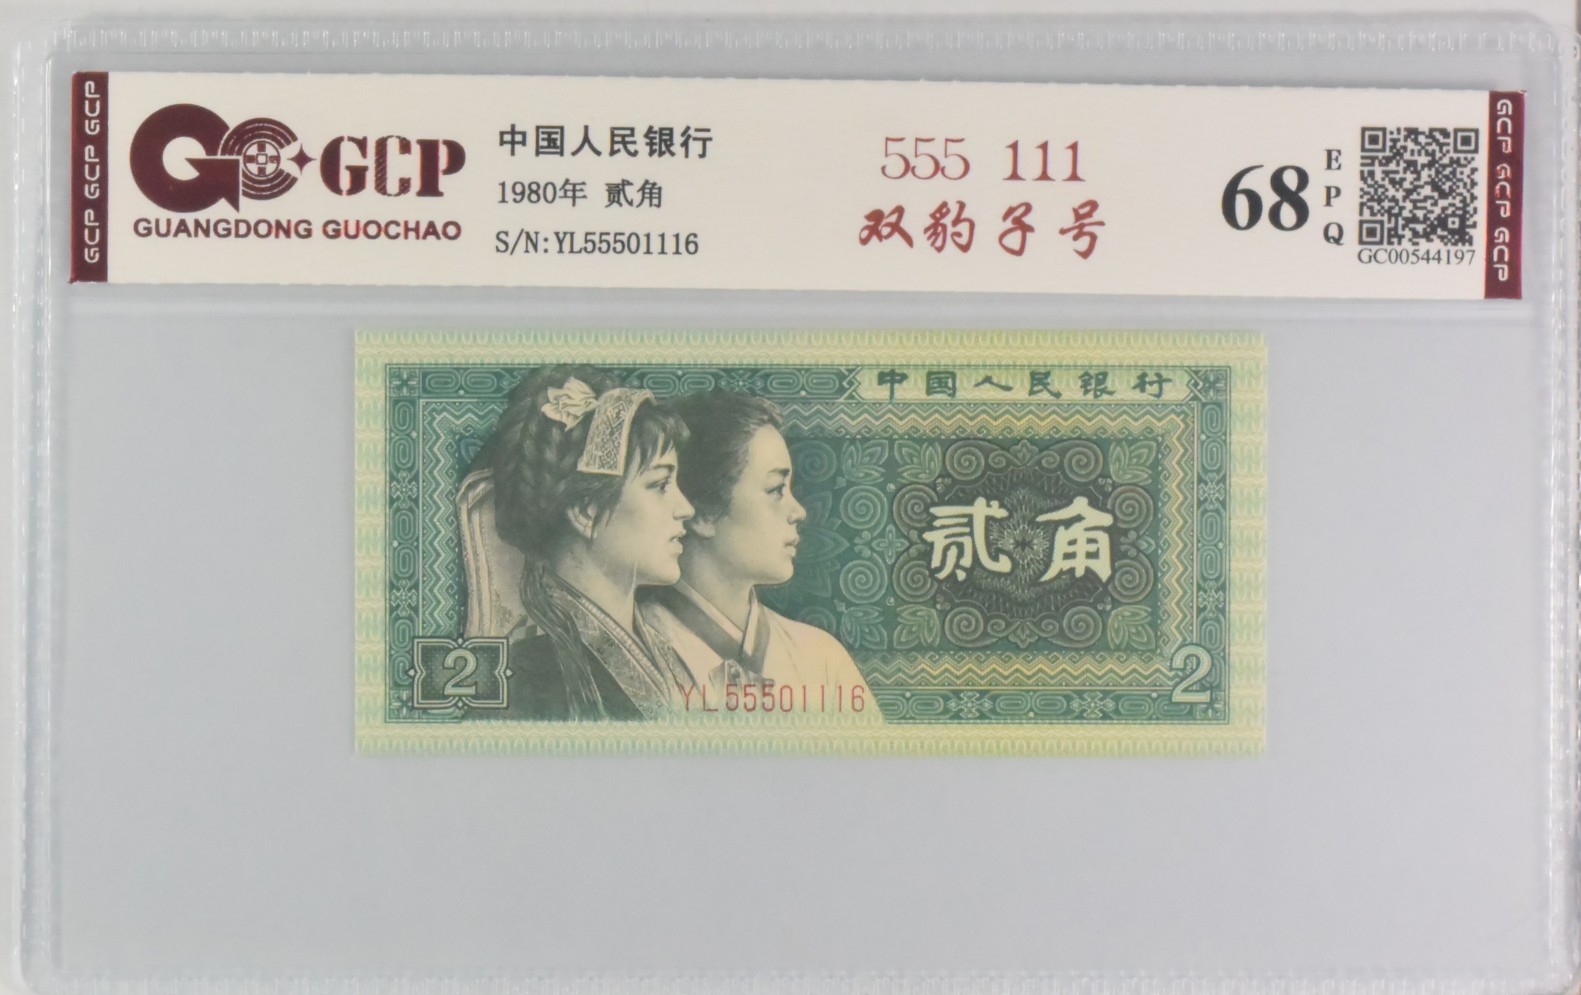 GCP GCP GCP
GCP
GUANGDONG GUOCHAO
中国人民银行
1980年 贰角
S/N:YL55501116
555 111
双豹子号
68
EPQ
GC00544197
GCP GCP GCP
中国人民银行
贰角
2
2
YL55501116